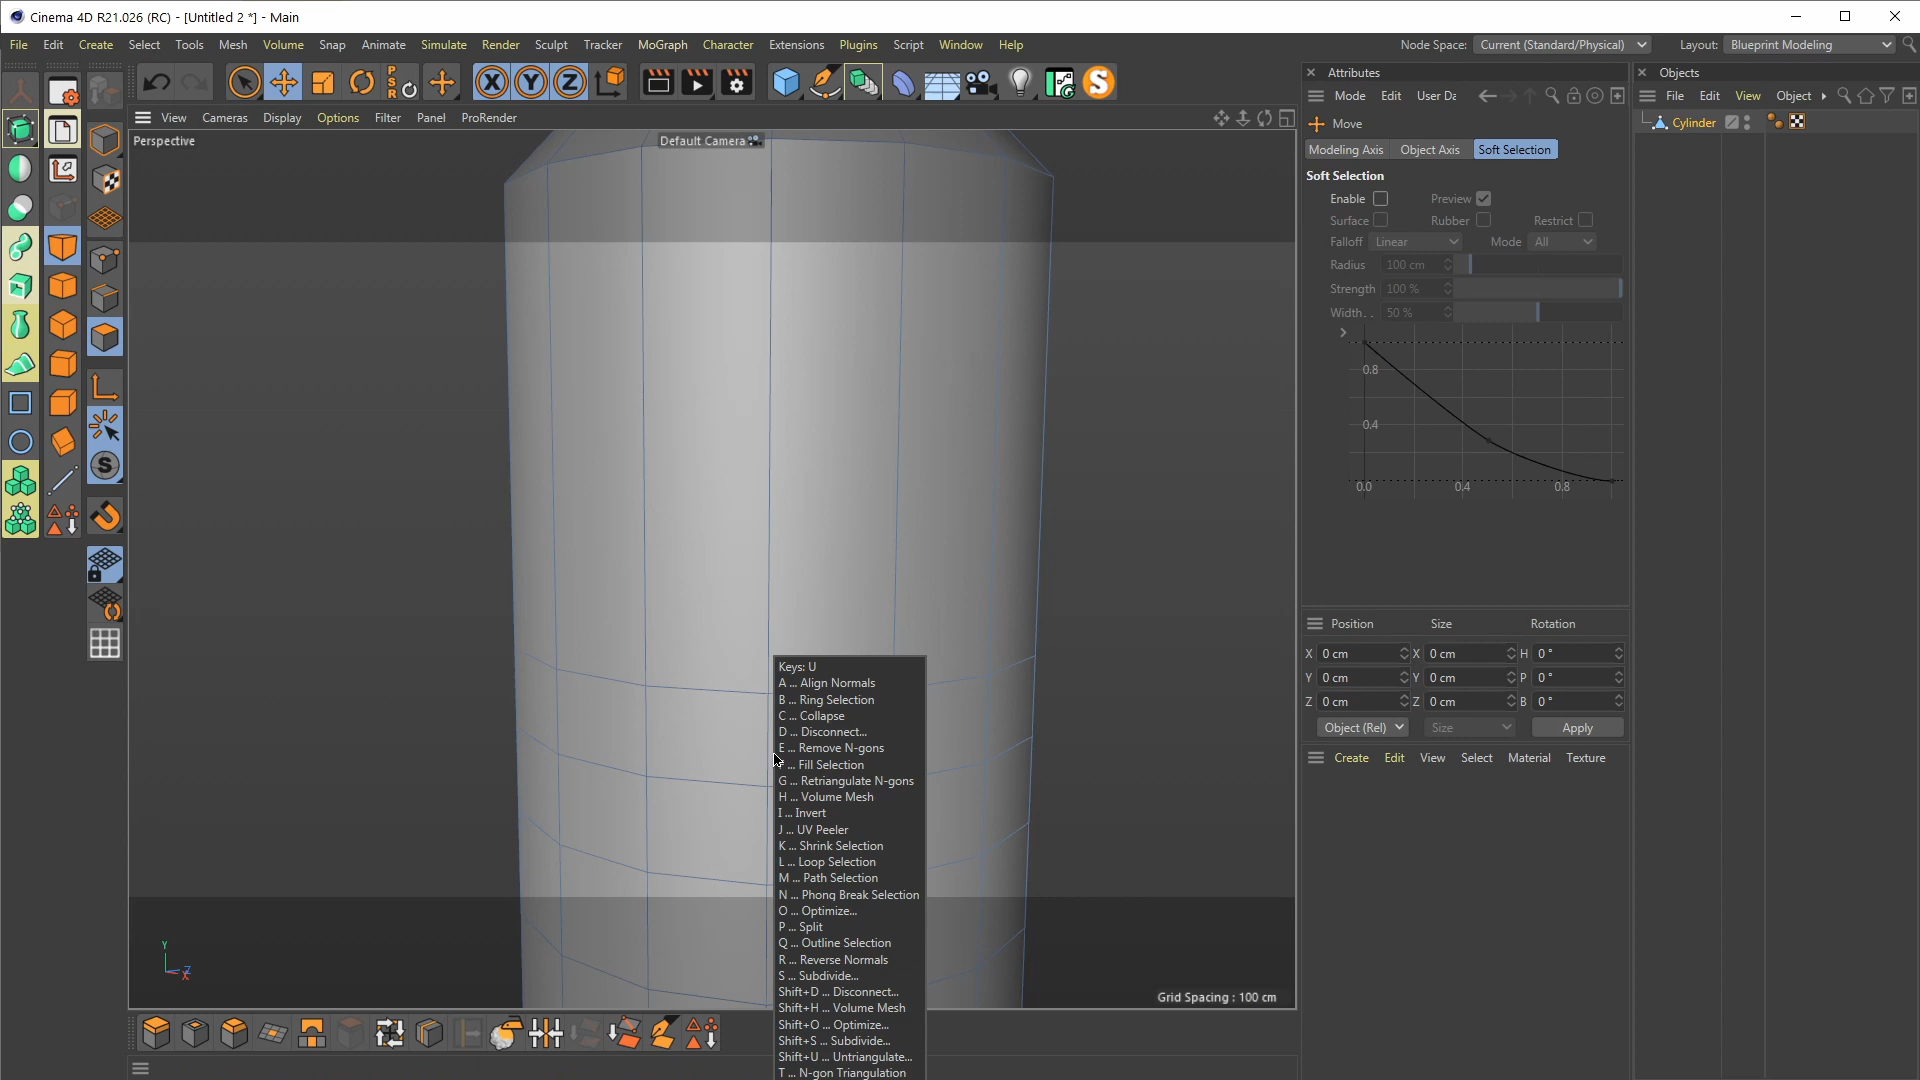 Cinema 4D R21.026 (RC) - [Untitled 2 *] - Main
File Edit Create Select Tools Mesh Volume Snap Animate Simulate Render Sculpt Tracker MoGraph Character Extensions Plugins Script Window Help
Node Space: Current (Standard/Physical) Layout: Blueprint Modeling
P S R
X Y Z
S
View Cameras Display Options Filter Panel ProRender
Perspective
Default Camera
Keys: U
A ... Align Normals
B ... Ring Selection
C ... Collapse
D ... Disconnect...
E ... Remove N-gons
... Fill Selection
G ... Retriangulate N-gons
H ... Volume Mesh
I ... Invert
J ... UV Peeler
K ... Shrink Selection
L ... Loop Selection
M ... Path Selection
N ... Phong Break Selection
O ... Optimize...
P ... Split
Q ... Outline Selection
R ... Reverse Normals
S ... Subdivide...
Shift+D ... Disconnect...
Shift+H ... Volume Mesh
Shift+O ... Optimize...
Shift+S ... Subdivide...
Shift+U ... Untriangulate...
T ... N-gon Triangulation
Y
Z
X
Grid Spacing : 100 cm
Attributes
Mode Edit User Da
Move
Modeling Axis Object Axis Soft Selection
Soft Selection
Enable Preview
Surface Rubber Restrict
Falloff Linear Mode All
Radius 100 cm
Strength 100 %
Width . . 50 %
0.8
0.4
0.0 0.4 0.8
Position Size Rotation
X 0 cm X 0 cm H 0 °
Y 0 cm Y 0 cm P 0 °
Z 0 cm Z 0 cm B 0 °
Object (Rel) Size Apply
Create Edit View Select Material Texture
Objects
File Edit View Object
Cylinder